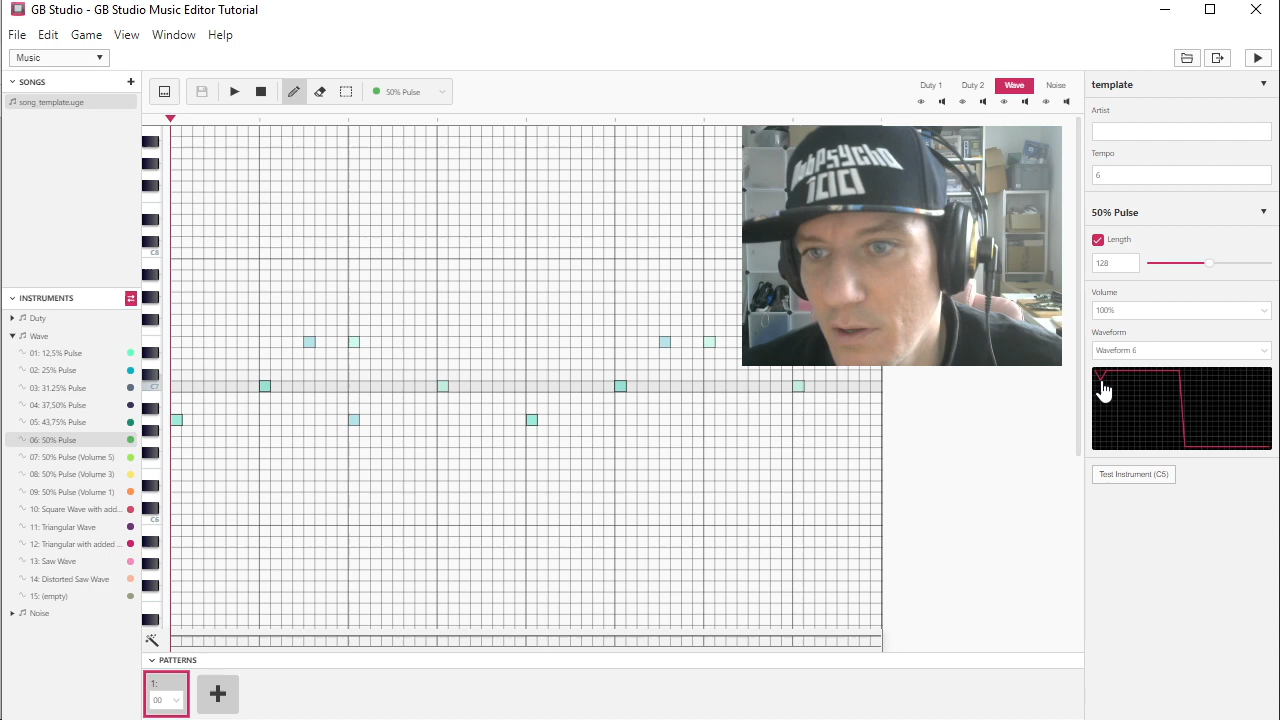 GB Studio - GB Studio Music Editor Tutorial
File Edit Game View Window Help
Music
SONGS
song_template.uge
INSTRUMENTS
Duty
Wave
01: 12,5% Pulse
02: 25% Pulse
03: 31.25% Pulse
04: 37,50% Pulse
05: 43,75% Pulse
06: 50% Pulse
07: 50% Pulse (Volume 5)
08: 50% Pulse (Volume 3)
09: 50% Pulse (Volume 1)
10: Square Wave with add...
11: Triangular Wave
12: Triangular with added ...
13: Saw Wave
14: Distorted Saw Wave
15: (empty)
Noise
50% Pulse
Duty 1 Duty 2 Wave Noise
C8
C7
C6
PATTERNS
1:
00
template
Artist
Tempo
6
50% Pulse
Length
128
Volume
100%
Waveform
Waveform 6
Test Instrument (C5)